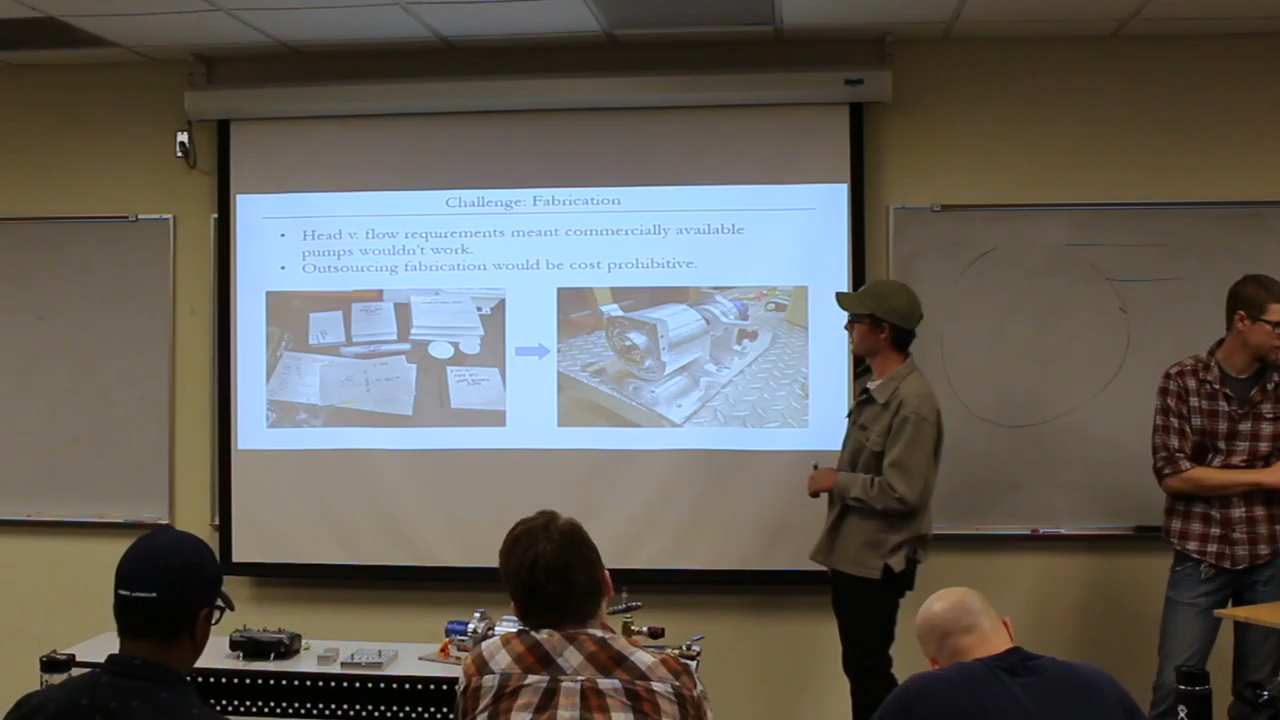 Challenge: Fabrication
• Head v. flow requirements meant commercially available
pumps wouldn't work.
• Outsourcing fabrication would be cost prohibitive.